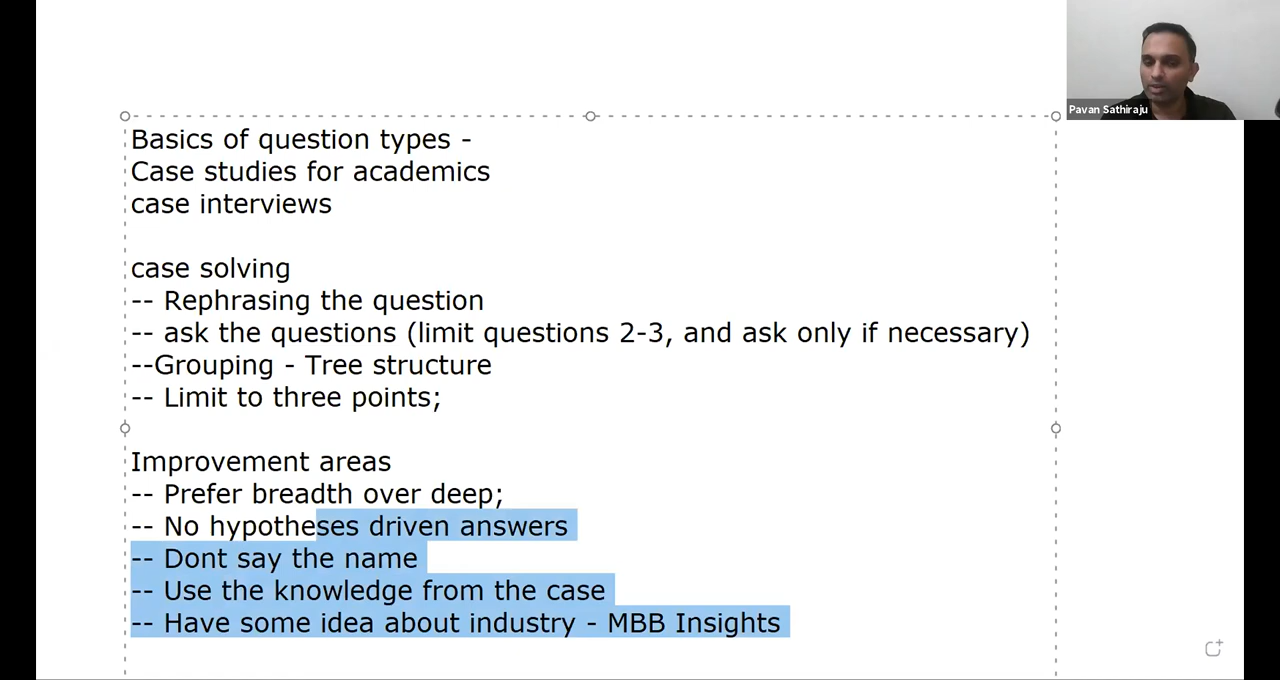 Pavan Sathiraju
Basics of question types -
Case studies for academics
case interviews
case solving
-- Rephrasing the question
-- ask the questions (limit questions 2-3, and ask only if necessary)
--Grouping - Tree structure
-- Limit to three points;
Improvement areas
-- Prefer breadth over deep;
-- No hypotheses driven answers
-- Dont say the name
-- Use the knowledge from the case
-- Have some idea about industry - MBB Insights